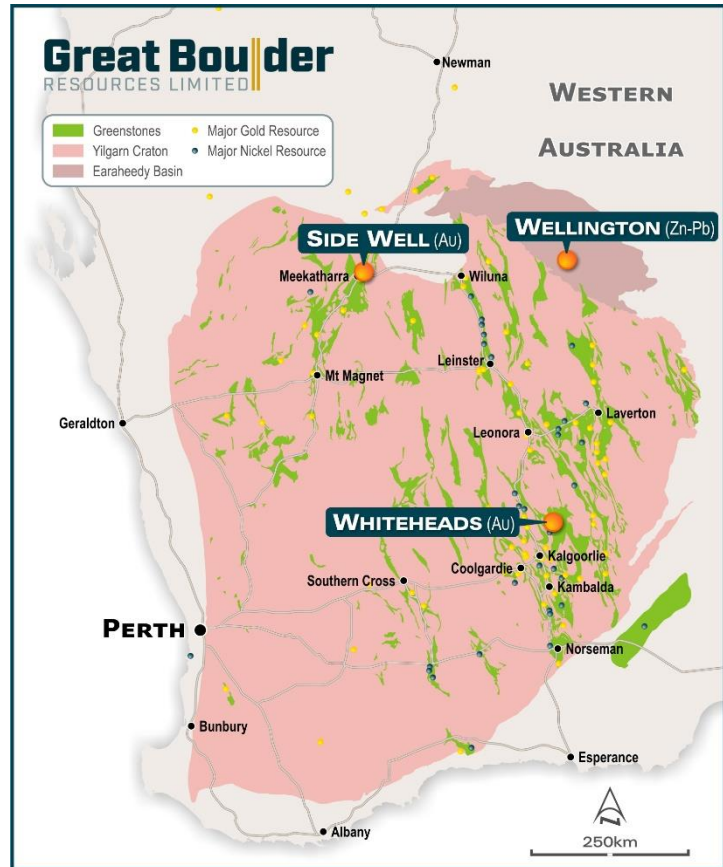 Great Boulder
RESOURCES LIMITED
Newman
WESTERN
AUSTRALIA
Greenstones
Major Gold Resource
Yilgarn Craton
Major Nickel Resource
Earaheedy Basin
SIDE WELL (Au)
WELLINGTON (Zn-Pb)
Meekatharra
Wiluna
Leinster
Mt Magnet
Geraldton
Laverton
Leonora
WHITEHEADS (Au)
Kalgoorlie
Coolgardie
Southern Cross
Kambalda
PERTH
Norseman
Bunbury
Esperance
N
Albany
250km